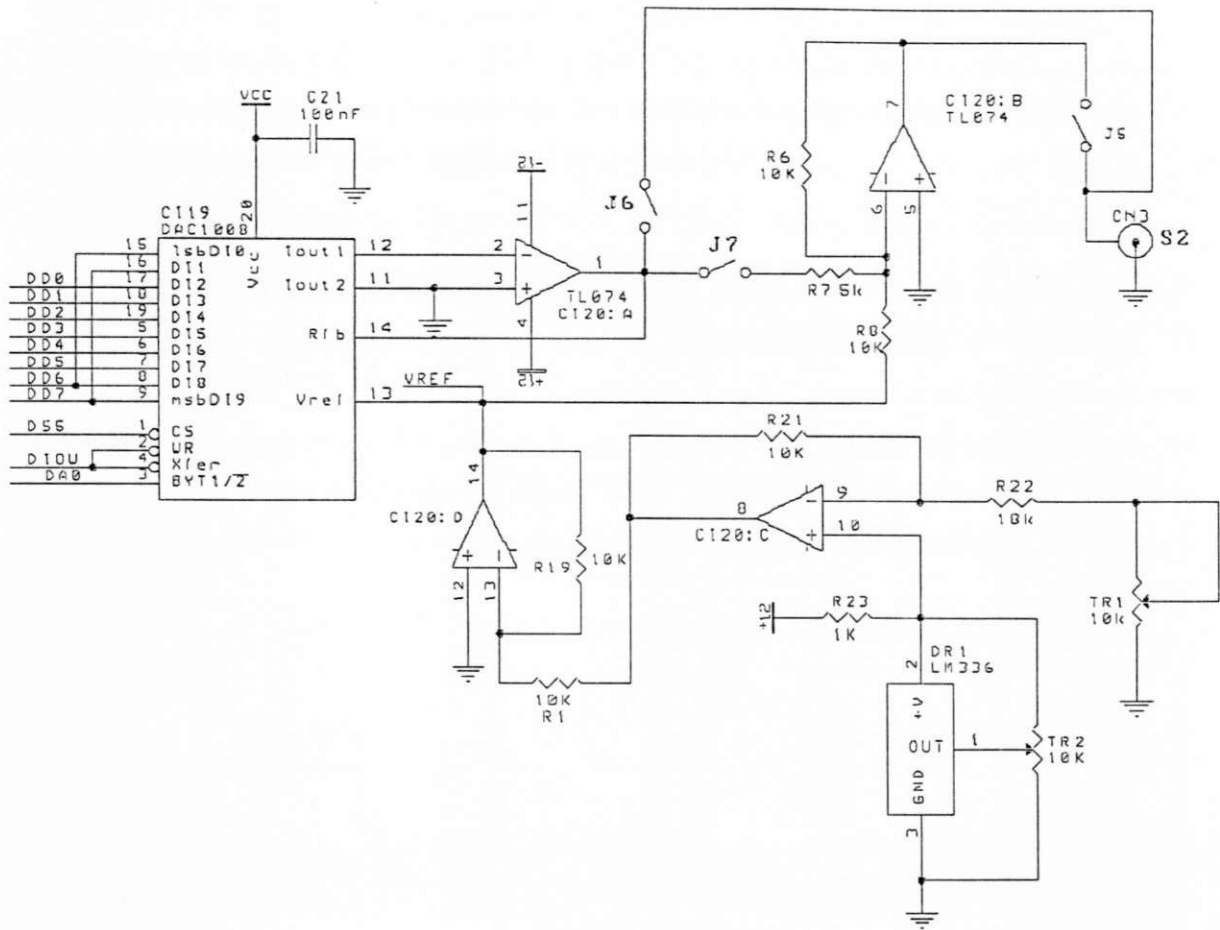 VCC
C21
100nF
CI19
DAC1008
20
Vcc
15
lsbDI0
16
DI1
DD0
17
DI2
DD1
18
DI3
DD2
19
DI4
DD3
5
DI5
DD4
6
DI6
DD5
7
DI7
DD6
8
DI8
DD7
9
msbDI9
DS5
1
CS
2
WR
DIOW
4
Xfer
DA0
3
BYT1/2
Iout1
12
Iout2
11
Rfb
14
Vref
13
VREF
12-
11
2
-
3
+
1
TL074
CI20:A
4
12+
J6
J7
R7 5k
R6
10K
7
CI20:B
TL074
-
+
6
5
J5
CN3
S2
R8
10K
14
CI20:D
+
-
12
13
R19
10K
10K
R1
R21
10K
8
CI20:C
-
9
+
10
R22
18k
TR1
10k
+12
R23
1K
DR1
LM336
2
+V
OUT
1
GND
3
TR2
10K